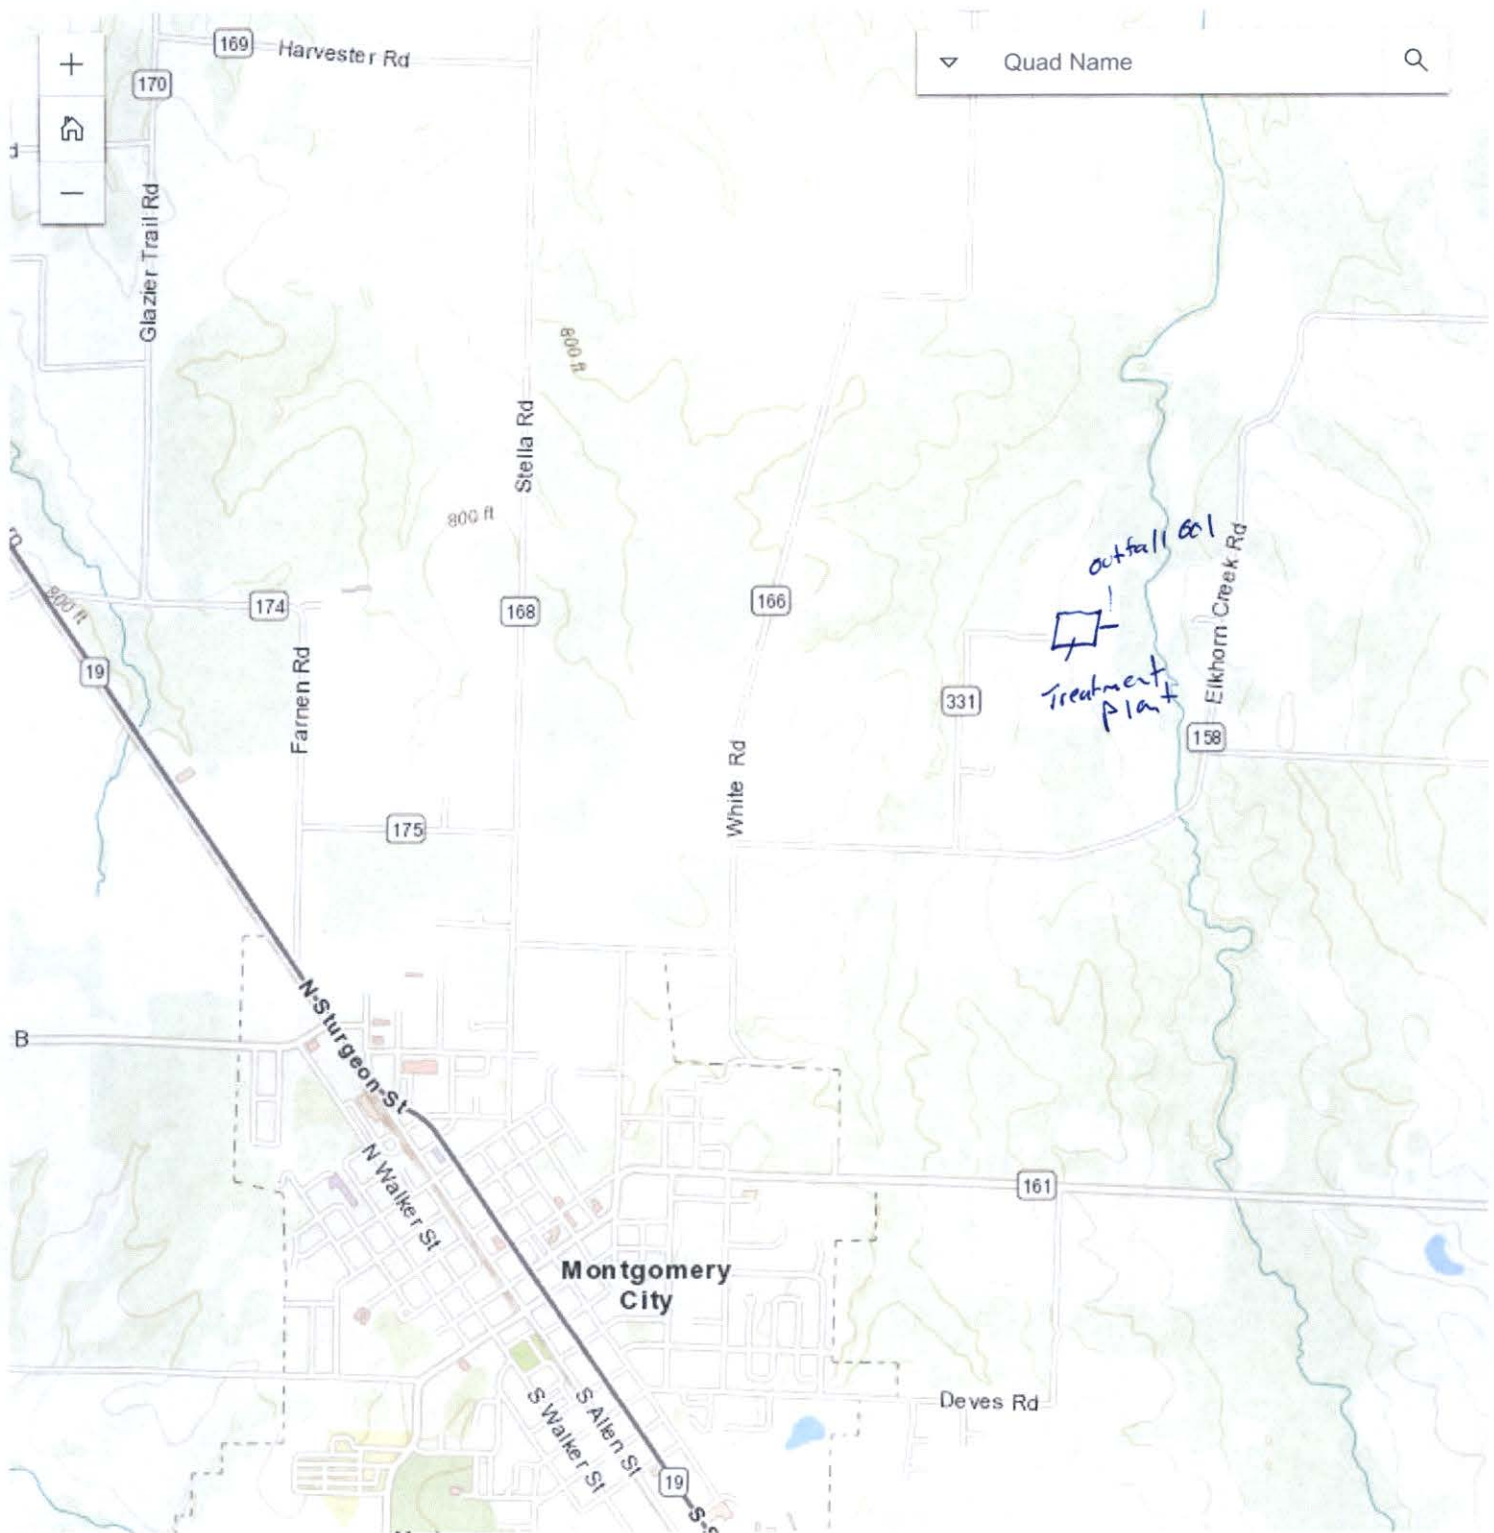 169
Harvester Rd
Quad Name
170
Glazier Trail Rd
800 ft
Stella Rd
800 ft
outfall 001
Elkhorn Creek Rd
800 ft
174
168
166
19
Farnen Rd
331
Treatment
plant
158
White Rd
175
N-Sturgeon-St
B
N Walker St
161
Montgomery
City
Deves Rd
S Walker St
S Allen St
19